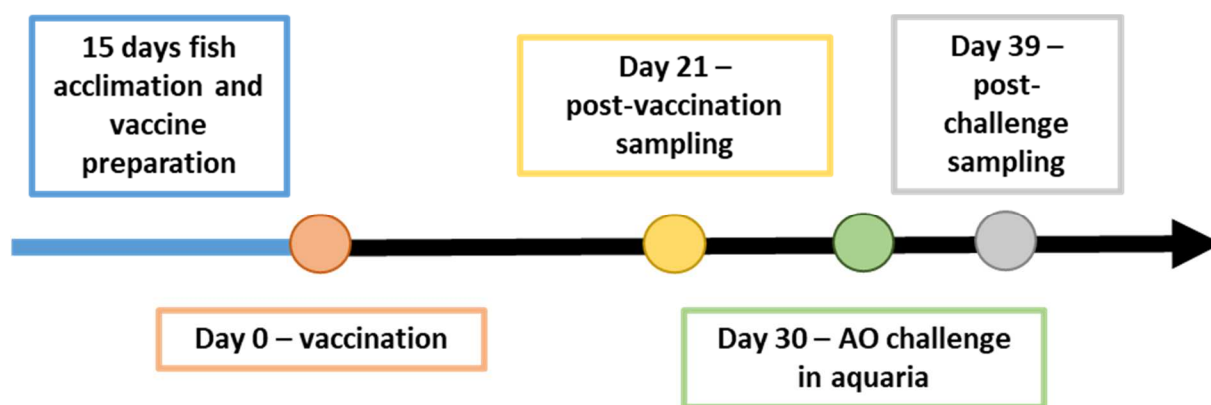 15 days fish
acclimation and
vaccine
preparation
Day 21 –
post-vaccination
sampling
Day 39 –
post-
challenge
sampling
Day 0 – vaccination
Day 30 – AO challenge
in aquaria